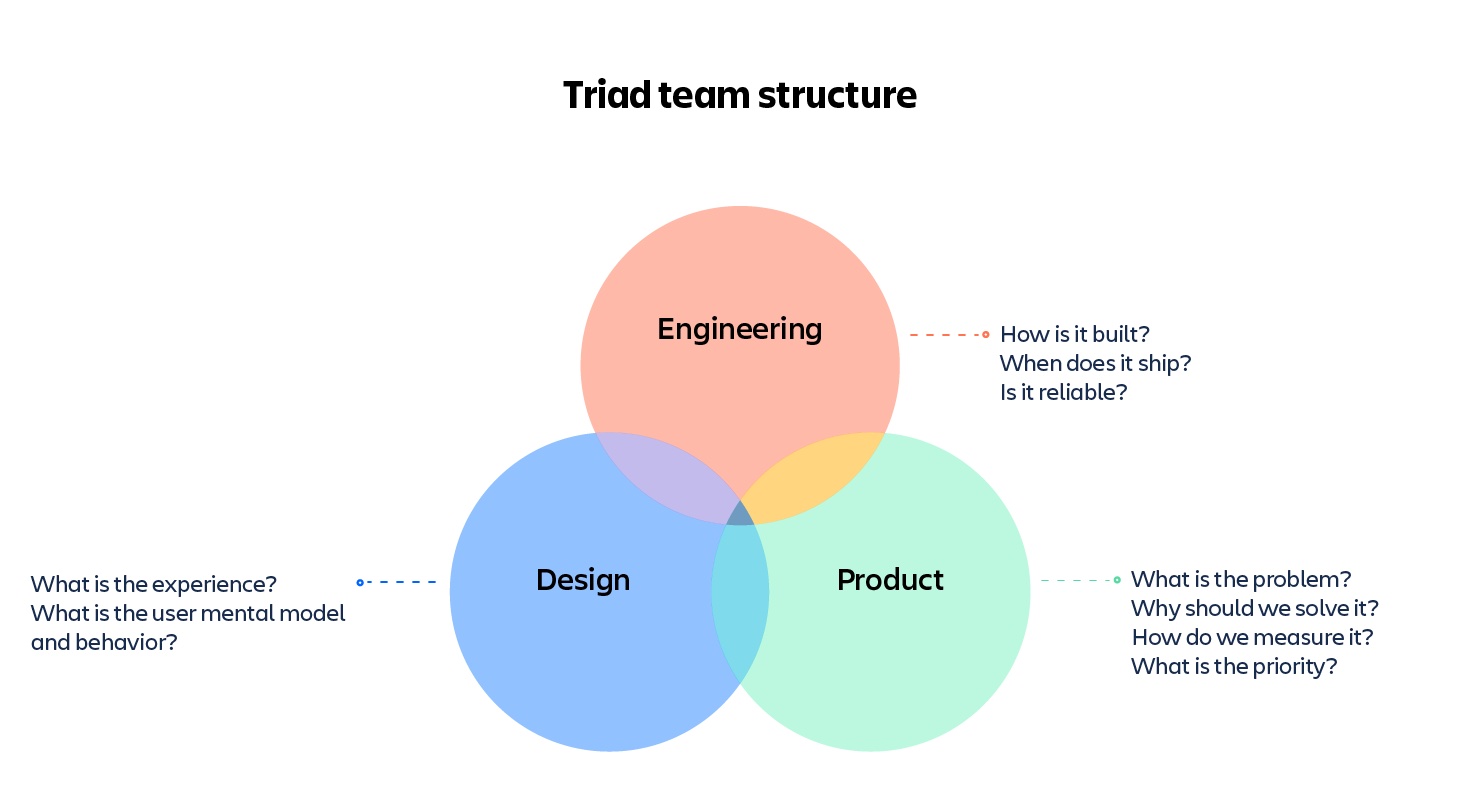 Triad team structure
Engineering
How is it built?
When does it ship?
Is it reliable?
Design
What is the experience?
What is the user mental model
and behavior?
Product
What is the problem?
Why should we solve it?
How do we measure it?
What is the priority?